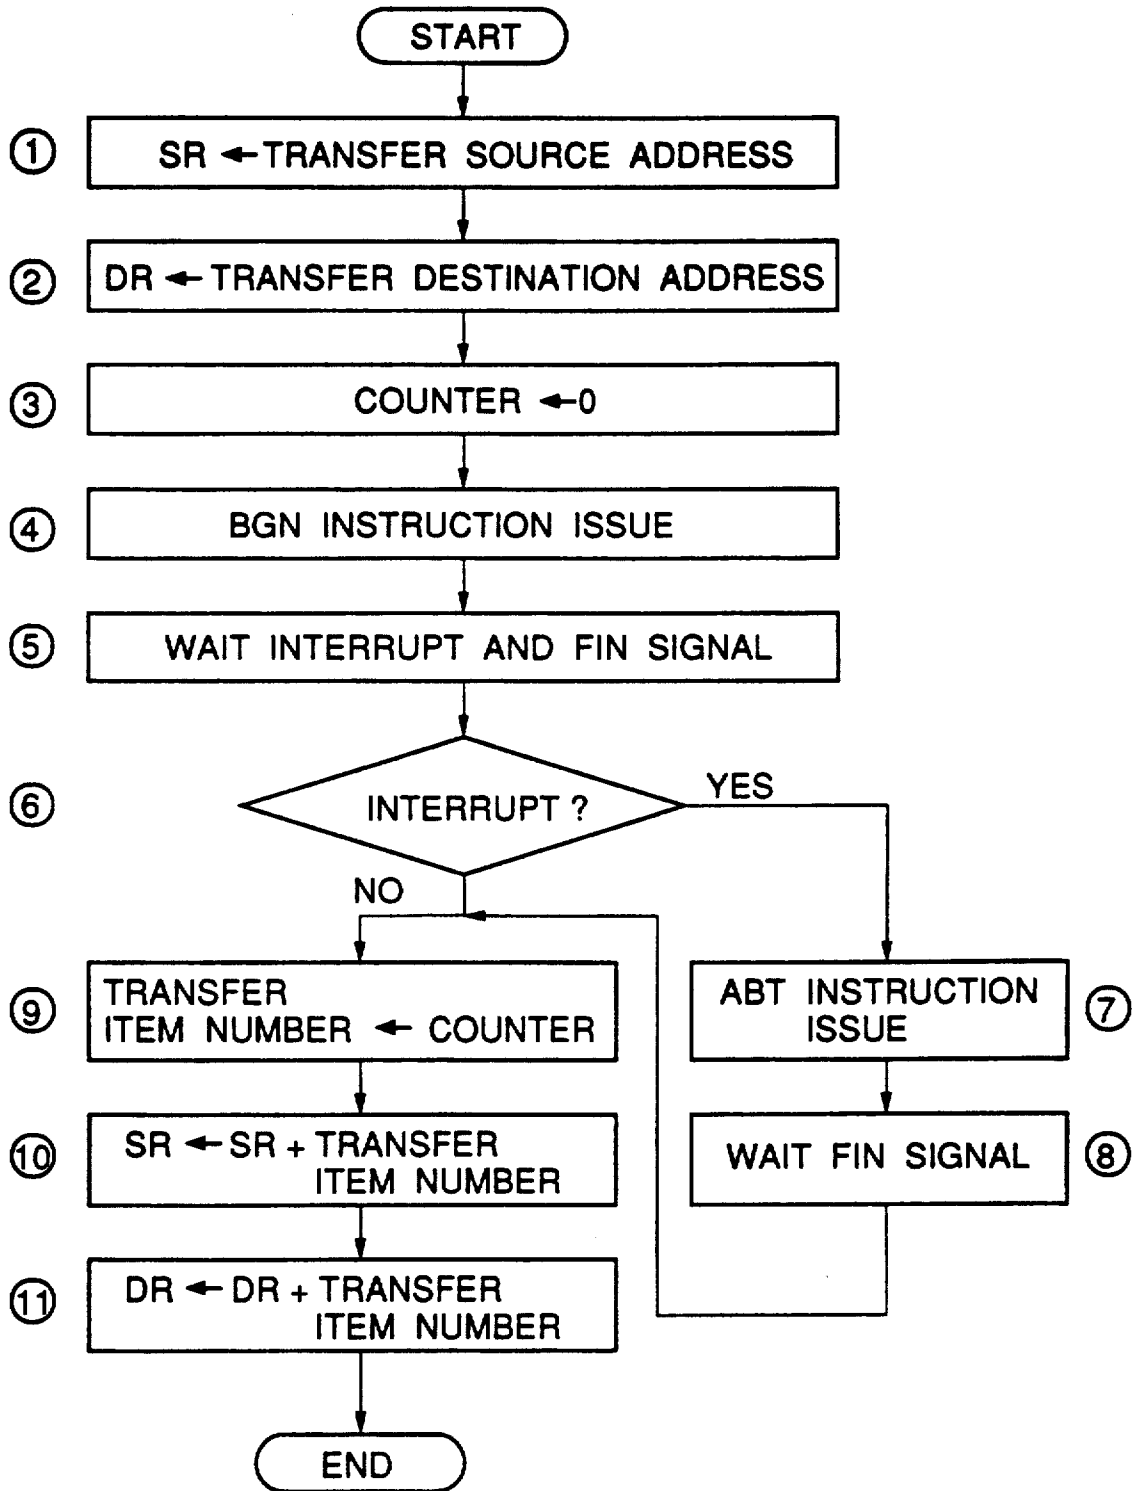 START
① SR ← TRANSFER SOURCE ADDRESS
② DR ← TRANSFER DESTINATION ADDRESS
③ COUNTER ← 0
④ BGN INSTRUCTION ISSUE
⑤ WAIT INTERRUPT AND FIN SIGNAL
⑥ INTERRUPT ?
YES
NO
ABT INSTRUCTION
ISSUE
⑦
WAIT FIN SIGNAL ⑧
⑨ TRANSFER
ITEM NUMBER ← COUNTER
⑩ SR ← SR + TRANSFER
ITEM NUMBER
⑪ DR ← DR + TRANSFER
ITEM NUMBER
END